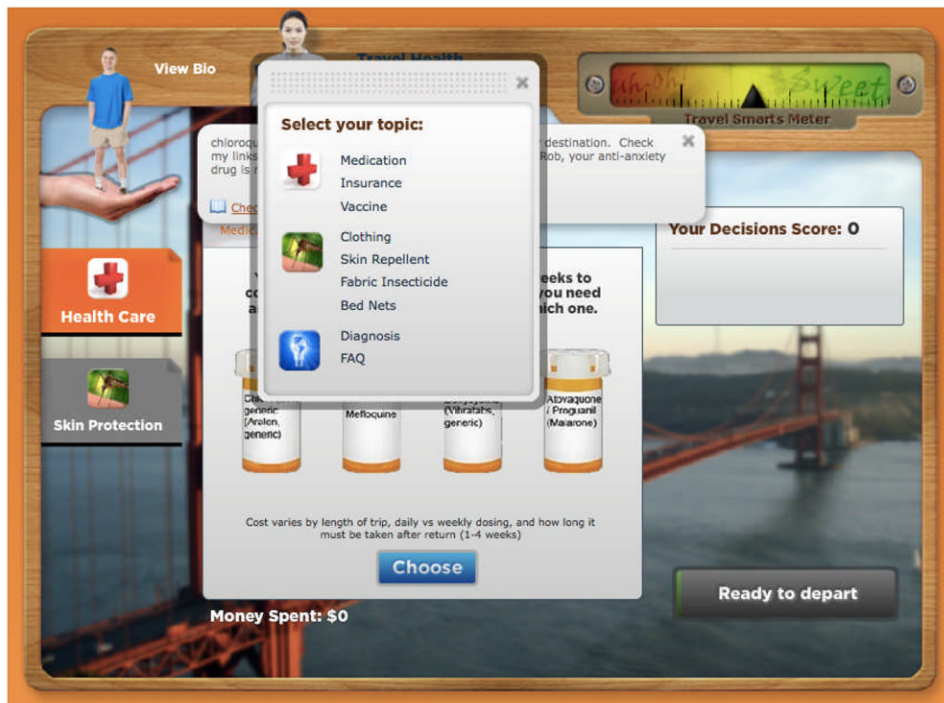 View Bio
Travel Health
uh-oh!
$Sweet
Travel Smarts Meter
Select your topic:
Medication
Insurance
Vaccine
Clothing
Skin Repellent
Fabric Insecticide
Bed Nets
Diagnosis
FAQ
destination. Check
my links
Rob, your anti-anxiety
drug is
Health Care
Skin Protection
eeks to
you need
ich one.
generic
(Aralen,
generic)
Mefloquine
(Vibratabs,
generic)
Atovaquone
/ Proguanil
(Malarone)
Cost varies by length of trip, daily vs weekly dosing, and how long it
must be taken after return (1-4 weeks)
Choose
Money Spent: $0
Your Decisions Score: 0
Ready to depart